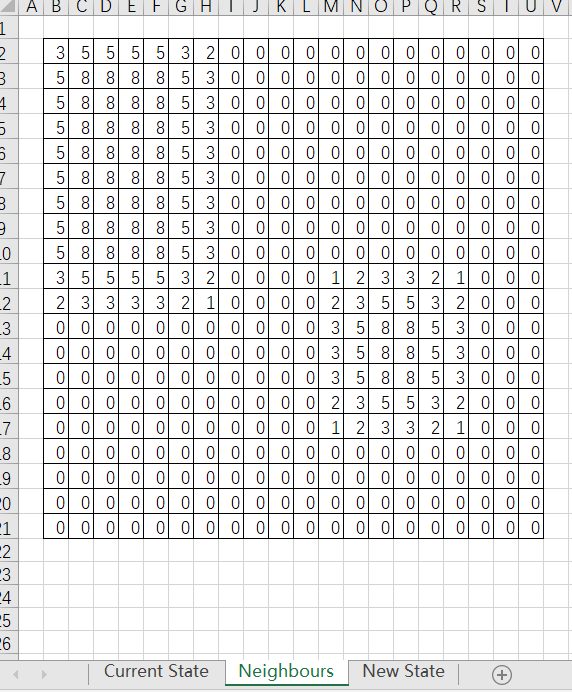 A B C D E F G H I J K L M N O P Q R S T U V
1
2 3 5 5 5 5 3 2 0 0 0 0 0 0 0 0 0 0 0 0 0
3 5 8 8 8 8 5 3 0 0 0 0 0 0 0 0 0 0 0 0 0
4 5 8 8 8 8 5 3 0 0 0 0 0 0 0 0 0 0 0 0 0
5 5 8 8 8 8 5 3 0 0 0 0 0 0 0 0 0 0 0 0 0
6 5 8 8 8 8 5 3 0 0 0 0 0 0 0 0 0 0 0 0 0
7 5 8 8 8 8 5 3 0 0 0 0 0 0 0 0 0 0 0 0 0
8 5 8 8 8 8 5 3 0 0 0 0 0 0 0 0 0 0 0 0 0
9 5 8 8 8 8 5 3 0 0 0 0 0 0 0 0 0 0 0 0 0
0 5 8 8 8 8 5 3 0 0 0 0 0 0 0 0 0 0 0 0 0
1 3 5 5 5 5 3 2 0 0 0 0 1 2 3 3 2 1 0 0 0
2 2 3 3 3 3 2 1 0 0 0 0 2 3 5 5 3 2 0 0 0
3 0 0 0 0 0 0 0 0 0 0 0 3 5 8 8 5 3 0 0 0
4 0 0 0 0 0 0 0 0 0 0 0 3 5 8 8 5 3 0 0 0
5 0 0 0 0 0 0 0 0 0 0 0 3 5 8 8 5 3 0 0 0
6 0 0 0 0 0 0 0 0 0 0 0 2 3 5 5 3 2 0 0 0
7 0 0 0 0 0 0 0 0 0 0 0 1 2 3 3 2 1 0 0 0
8 0 0 0 0 0 0 0 0 0 0 0 0 0 0 0 0 0 0 0 0
9 0 0 0 0 0 0 0 0 0 0 0 0 0 0 0 0 0 0 0 0
0 0 0 0 0 0 0 0 0 0 0 0 0 0 0 0 0 0 0 0 0
1 0 0 0 0 0 0 0 0 0 0 0 0 0 0 0 0 0 0 0 0
2
3
4
5
6
Current State Neighbours New State